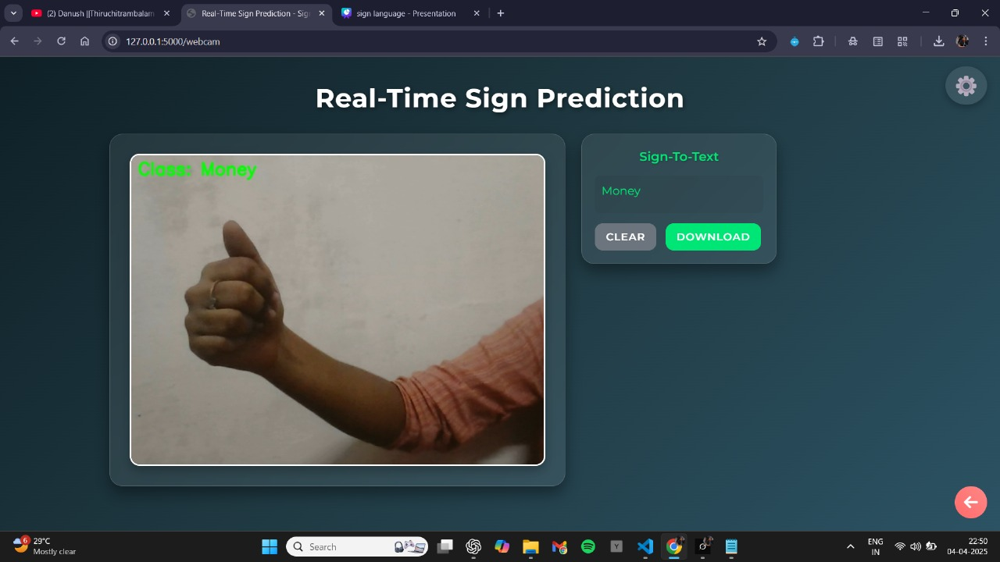 (2) Danush ||Thiruchitrambalam
Real-Time Sign Prediction - Sig
sign language - Presentation
127.0.0.1:5000/webcam
Real-Time Sign Prediction
Class: Money
Sign-To-Text
Money
CLEAR
DOWNLOAD
6
29°C
Mostly clear
Search
Y
ENG
IN
22:50
04-04-2025